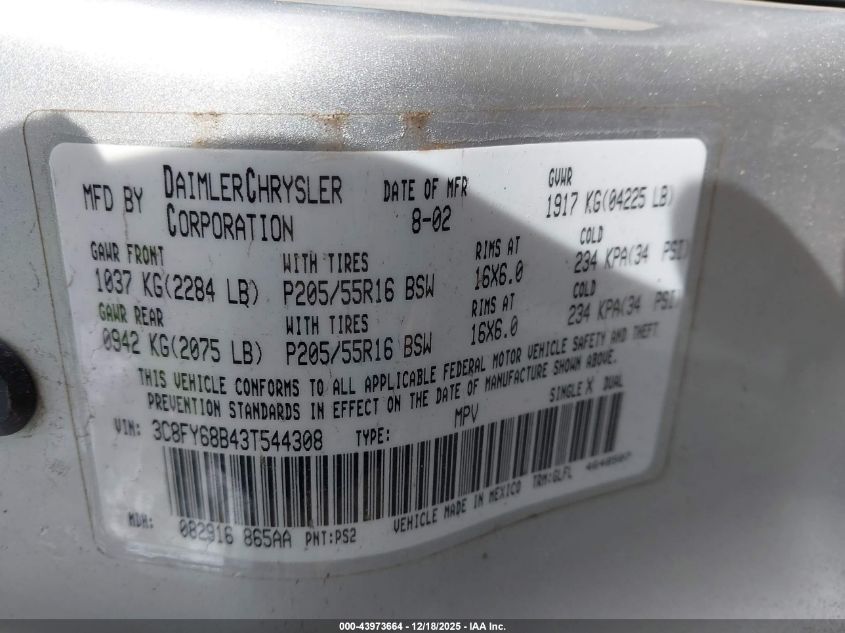 MFD BY DAIMLERCHRYSLER CORPORATION
DATE OF MFR 8-02
GVWR 1917 KG(04225 LB)
GAWR FRONT WITH TIRES RIMS AT COLD
1037 KG(2284 LB) P205/55R16 BSW 16X6.0 234 KPA(34 PSI)
GAWR REAR WITH TIRES RIMS AT COLD
0942 KG(2075 LB) P205/55R16 BSW 16X6.0 234 KPA(34 PSI)
THIS VEHICLE CONFORMS TO ALL APPLICABLE FEDERAL MOTOR VEHICLE SAFETY AND THEFT
PREVENTION STANDARDS IN EFFECT ON THE DATE OF MANUFACTURE SHOWN ABOVE.
VIN: 3C8FY68B43T544308 TYPE: MPV SINGLE X DUAL
MDH: 082916 865AA PNT:PS2 VEHICLE MADE IN MEXICO TRM:GLFL
000-43973664 | 12/18/2025 - IAA Inc.